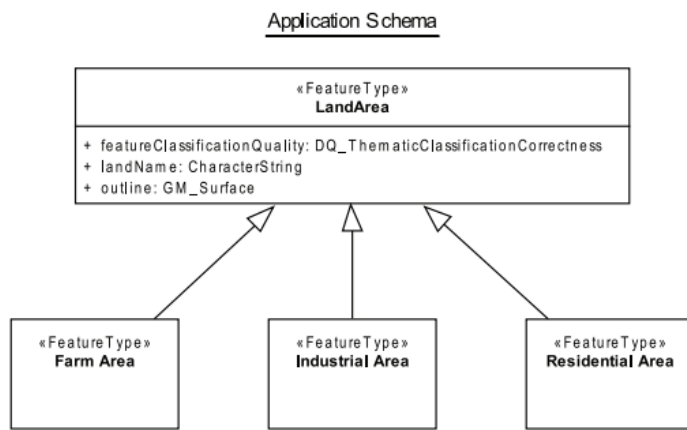 Application Schema
«FeatureType»
LandArea
+ featureClassificationQuality: DQ_ThematicClassificationCorrectness
+ landName: CharacterString
+ outline: GM_Surface
«FeatureType» «FeatureType» «FeatureType»
Farm Area Industrial Area Residential Area